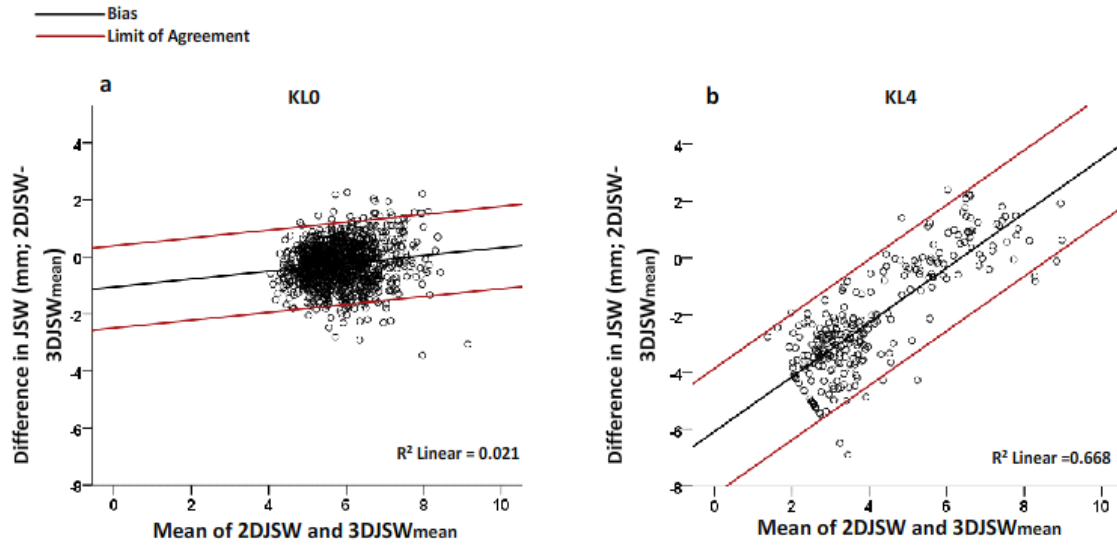 Bias
Limit of Agreement
a
KL0
Difference in JSW (mm; 2DJSW-
3DJSWmean)
4
2
0
-2
-4
-6
-8
0
2
4
6
8
10
R² Linear = 0.021
Mean of 2DJSW and 3DJSWmean
b
KL4
Difference in JSW (mm; 2DJSW-
3DJSWmean)
4
2
0
-2
-4
-6
-8
0
2
4
6
8
10
R² Linear =0.668
Mean of 2DJSW and 3DJSWmean